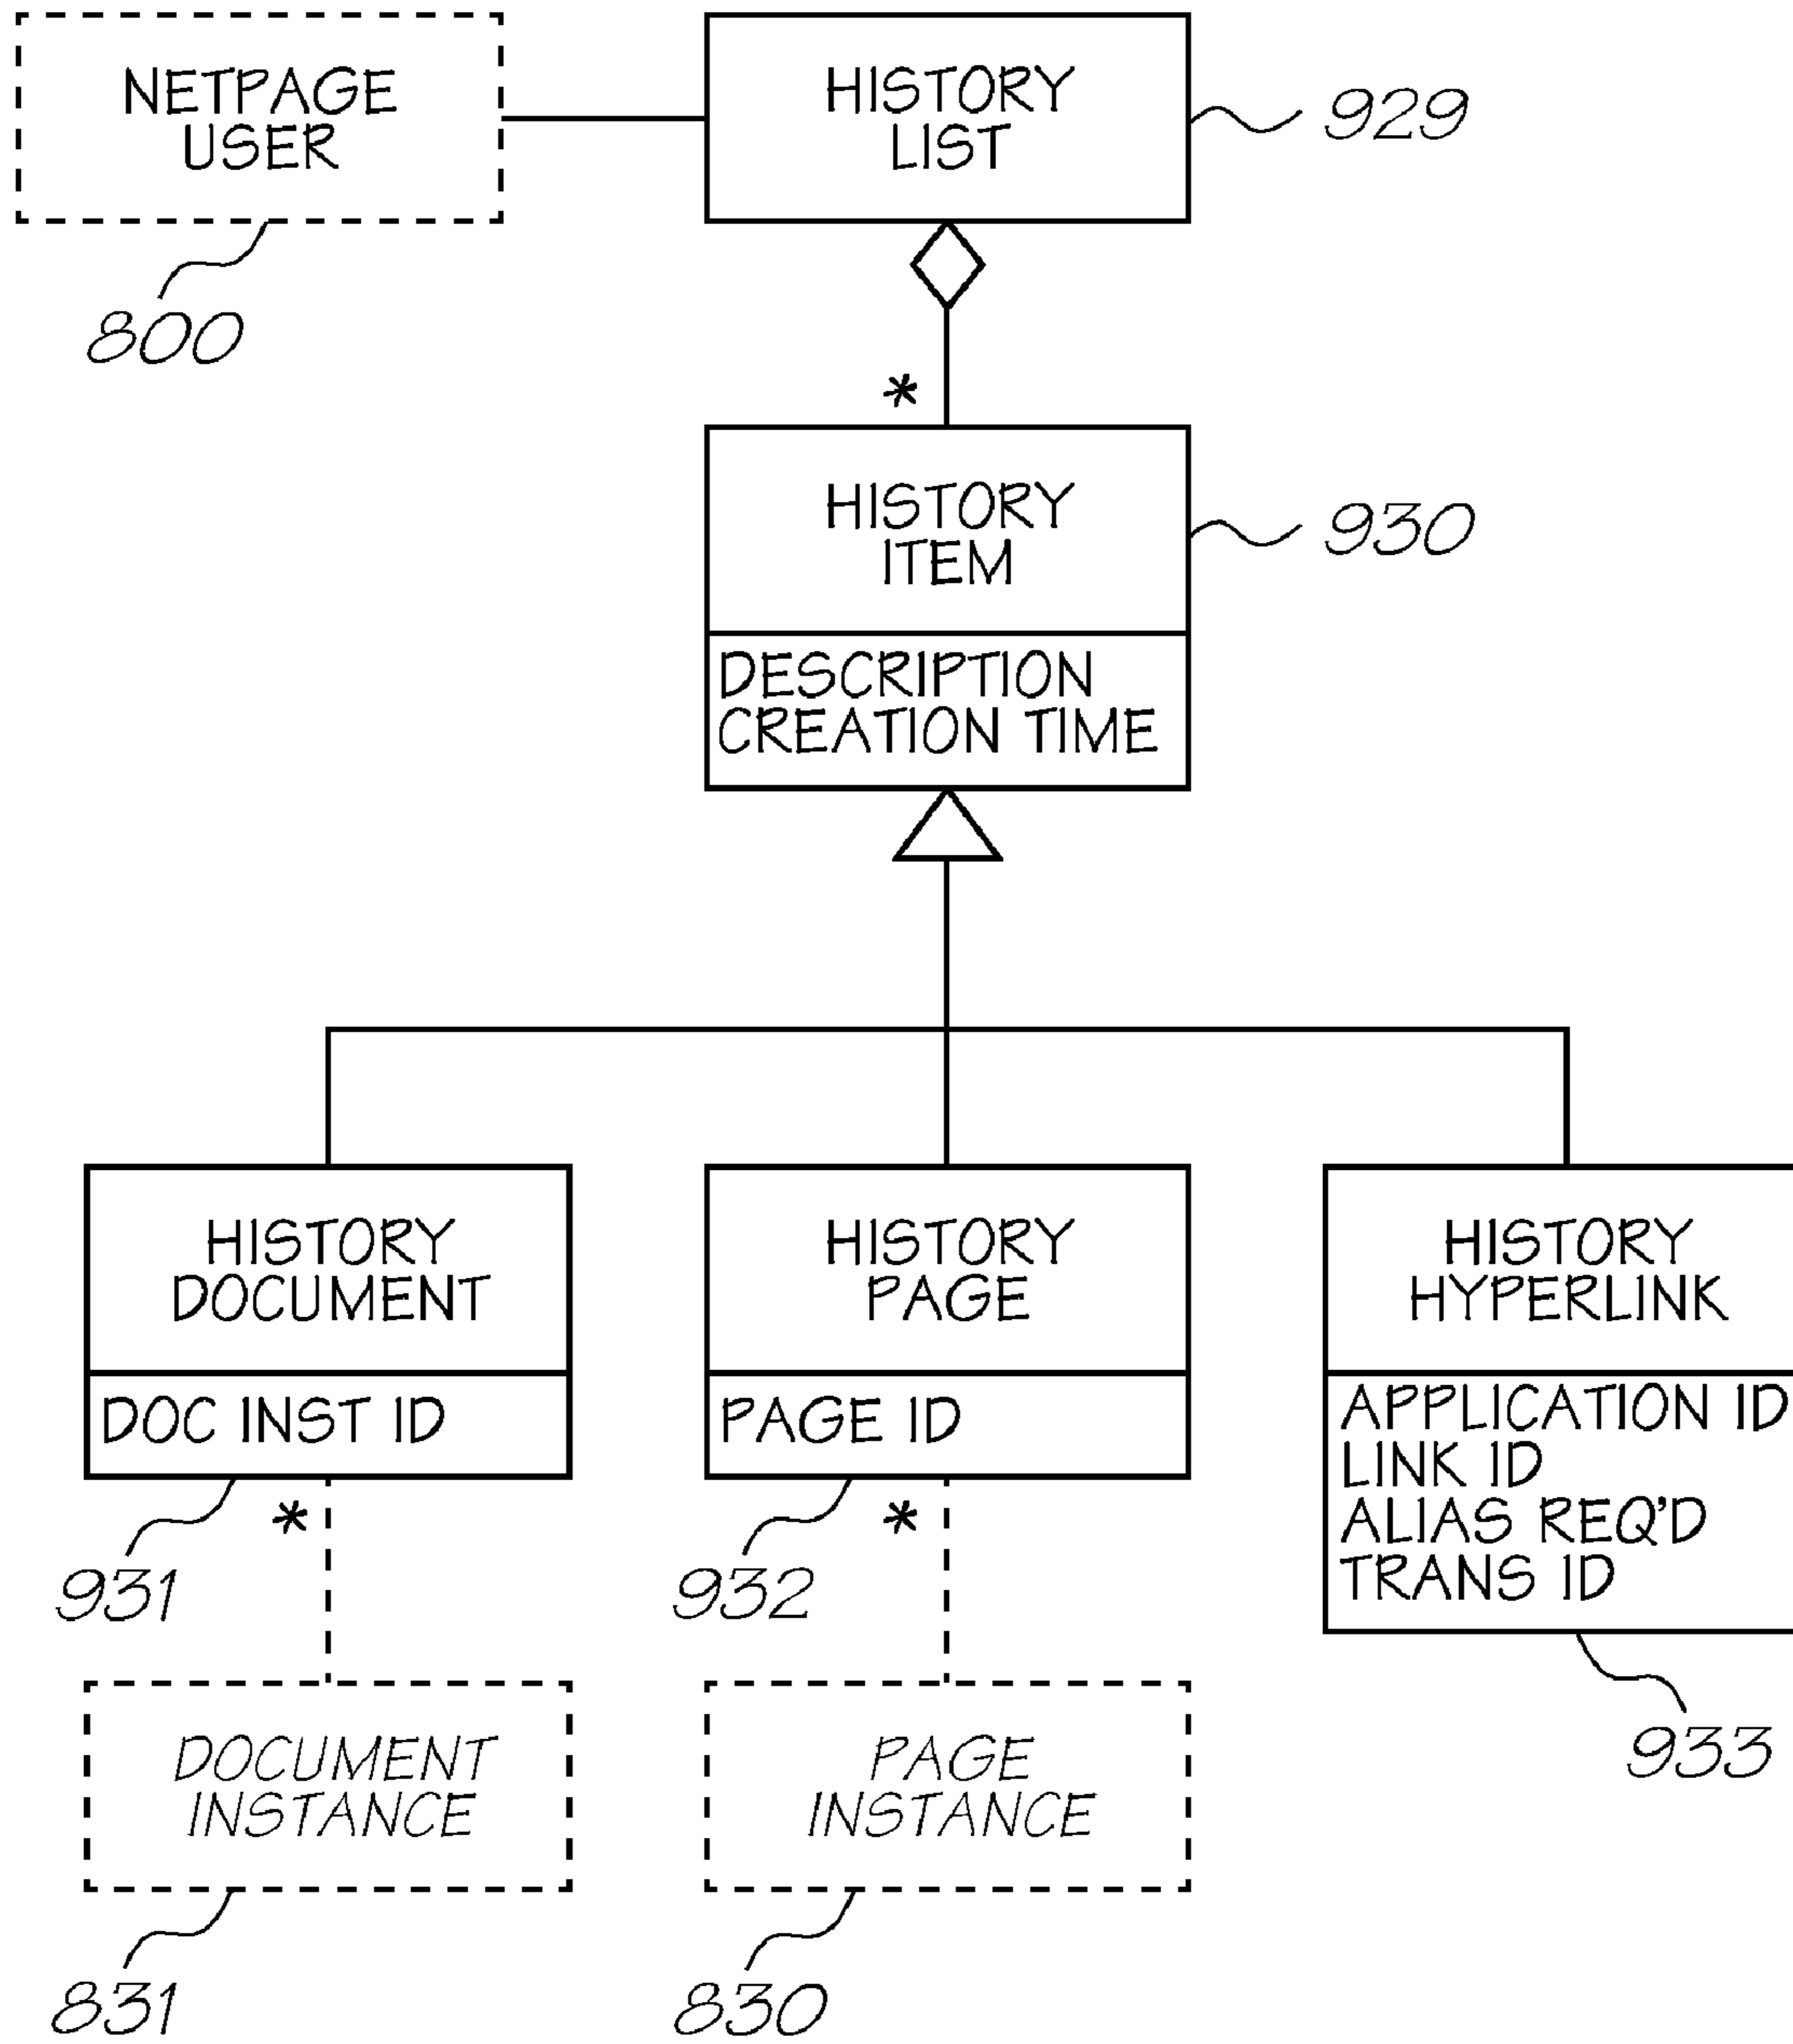 NETPAGE
USER
HISTORY
LIST
929
800
*
HISTORY
ITEM
930
DESCRIPTION
CREATION TIME
HISTORY
DOCUMENT
DOC INST ID
HISTORY
PAGE
PAGE ID
HISTORY
HYPERLINK
APPLICATION ID
LINK ID
ALIAS REQ'D
TRANS ID
*
*
931
932
933
DOCUMENT
INSTANCE
PAGE
INSTANCE
831
830